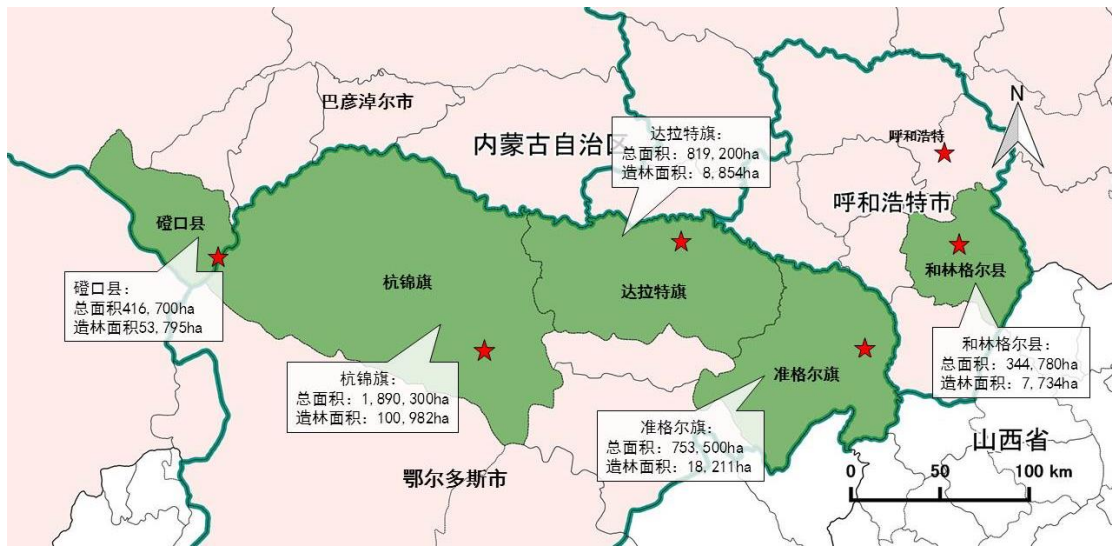 巴彦淖尔市
内蒙古自治区
达拉特旗：
总面积：819,200ha
造林面积：8,854ha
呼和浩特
N
呼和浩特市
磴口县
杭锦旗
达拉特旗
和林格尔县
磴口县：
总面积416,700ha
造林面积53,795ha
杭锦旗：
总面积：1,890,300ha
造林面积：100,982ha
准格尔旗
和林格尔县：
总面积：344,780ha
造林面积：7,734ha
准格尔旗：
总面积：753,500ha
造林面积：18,211ha
鄂尔多斯市
山西省
0 50 100 km